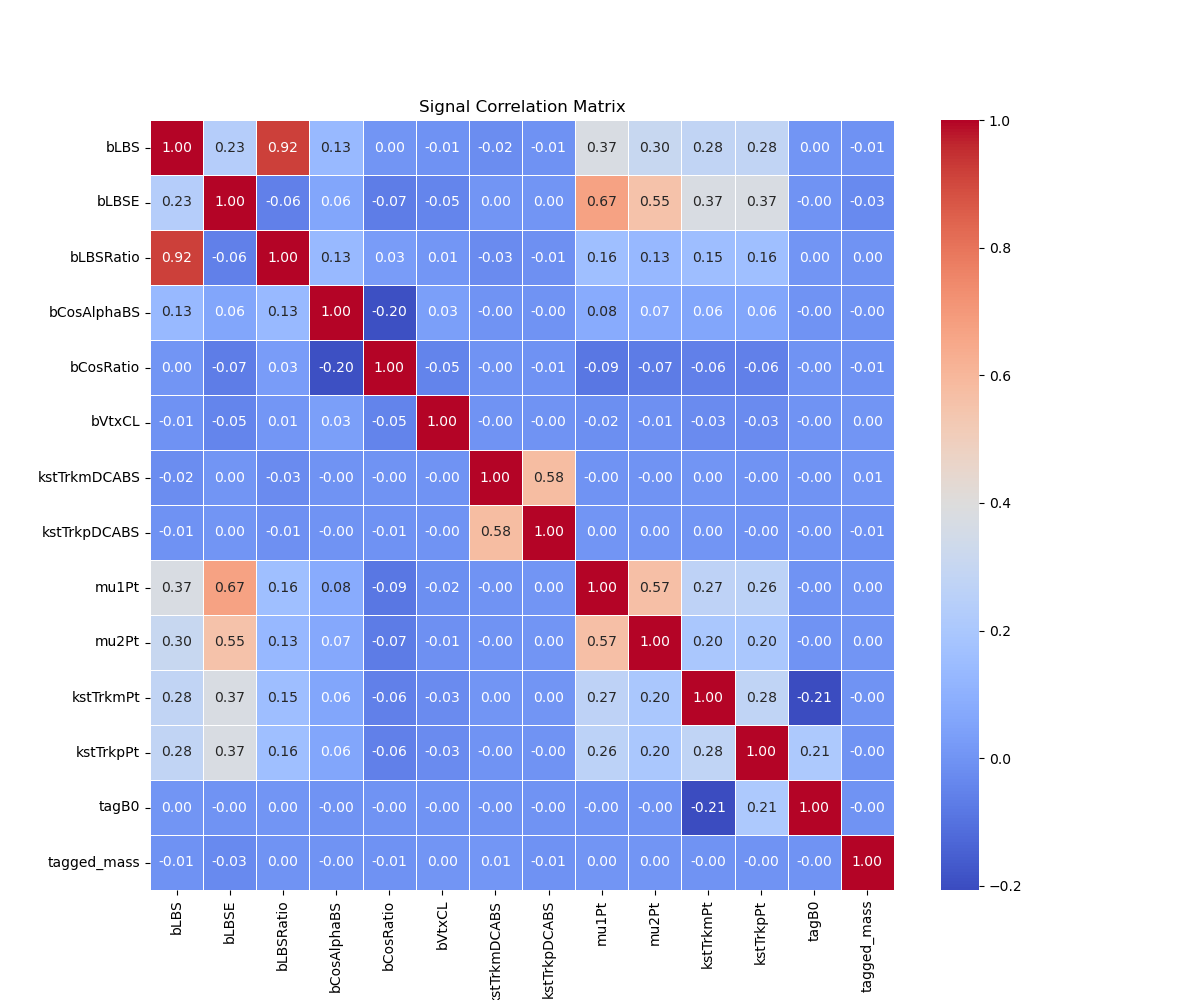 Signal Correlation Matrix
bLBS 1.00 0.23 0.92 0.13 0.00 -0.01 -0.02 -0.01 0.37 0.30 0.28 0.28 0.00 -0.01
bLBSE 0.23 1.00 -0.06 0.06 -0.07 -0.05 0.00 0.00 0.67 0.55 0.37 0.37 -0.00 -0.03
bLBSRatio 0.92 -0.06 1.00 0.13 0.03 0.01 -0.03 -0.01 0.16 0.13 0.15 0.16 0.00 0.00
bCosAlphaBS 0.13 0.06 0.13 1.00 -0.20 0.03 -0.00 -0.00 0.08 0.07 0.06 0.06 -0.00 -0.00
bCosRatio 0.00 -0.07 0.03 -0.20 1.00 -0.05 -0.00 -0.01 -0.09 -0.07 -0.06 -0.06 -0.00 -0.01
bVtxCL -0.01 -0.05 0.01 0.03 -0.05 1.00 -0.00 -0.00 -0.02 -0.01 -0.03 -0.03 -0.00 0.00
kstTrkmDCABS -0.02 0.00 -0.03 -0.00 -0.00 -0.00 1.00 0.58 -0.00 -0.00 0.00 -0.00 -0.00 0.01
kstTrkpDCABS -0.01 0.00 -0.01 -0.00 -0.01 -0.00 0.58 1.00 0.00 0.00 0.00 -0.00 -0.00 -0.01
mu1Pt 0.37 0.67 0.16 0.08 -0.09 -0.02 -0.00 0.00 1.00 0.57 0.27 0.26 -0.00 0.00
mu2Pt 0.30 0.55 0.13 0.07 -0.07 -0.01 -0.00 0.00 0.57 1.00 0.20 0.20 -0.00 0.00
kstTrkmPt 0.28 0.37 0.15 0.06 -0.06 -0.03 0.00 0.00 0.27 0.20 1.00 0.28 -0.21 -0.00
kstTrkpPt 0.28 0.37 0.16 0.06 -0.06 -0.03 -0.00 -0.00 0.26 0.20 0.28 1.00 0.21 -0.00
tagB0 0.00 -0.00 0.00 -0.00 -0.00 -0.00 -0.00 -0.00 -0.00 -0.00 -0.21 0.21 1.00 -0.00
tagged_mass -0.01 -0.03 0.00 -0.00 -0.01 0.00 0.01 -0.01 0.00 0.00 -0.00 -0.00 -0.00 1.00
bLBS
bLBSE
bLBSRatio
bCosAlphaBS
bCosRatio
bVtxCL
stTrkmDCABS
kstTrkpDCABS
mu1Pt
mu2Pt
kstTrkmPt
kstTrkpPt
tagB0
tagged_mass
1.0
0.8
0.6
0.4
0.2
0.0
−0.2